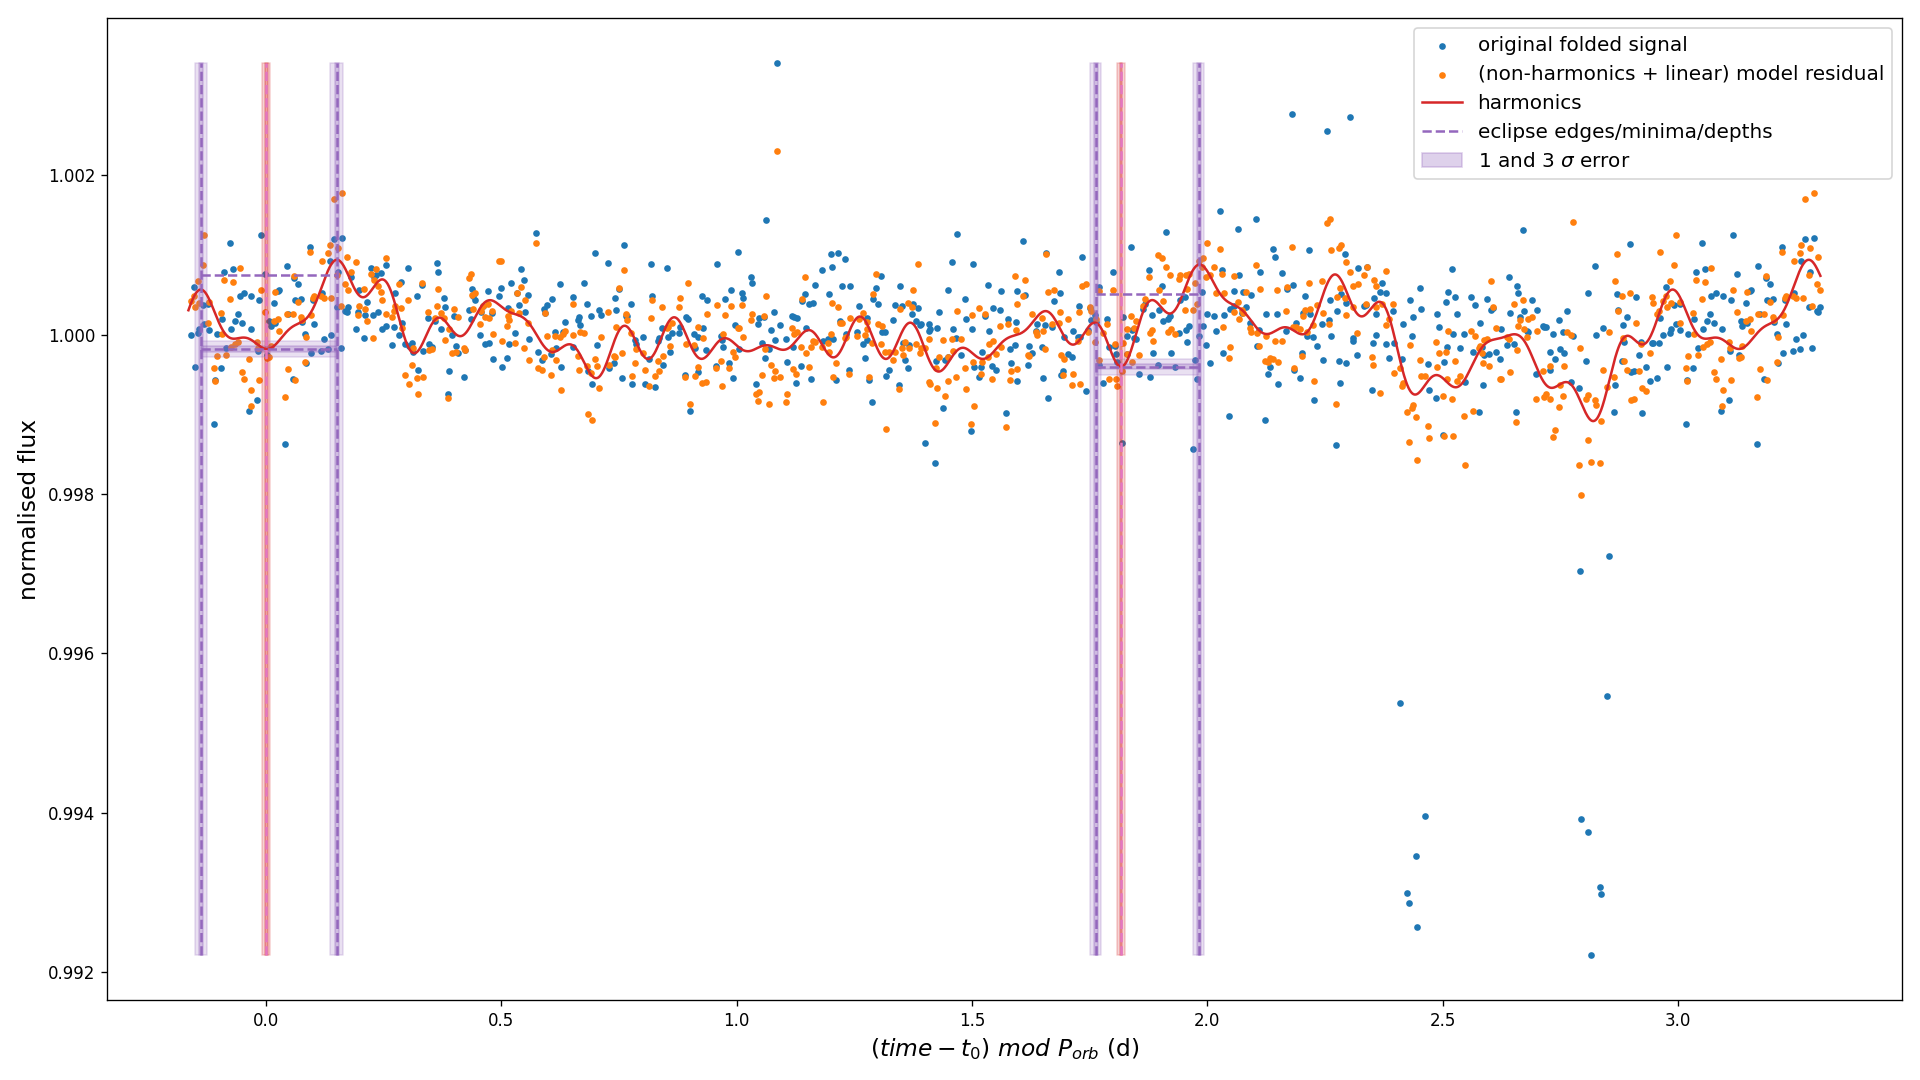 original folded signal
(non-harmonics + linear) model residual
harmonics
eclipse edges/minima/depths
1 and 3 σ error
normalised flux
1.002
1.000
0.998
0.996
0.994
0.992
0.0 0.5 1.0 1.5 2.0 2.5 3.0
(time − t₀) mod Pₒᵣb (d)